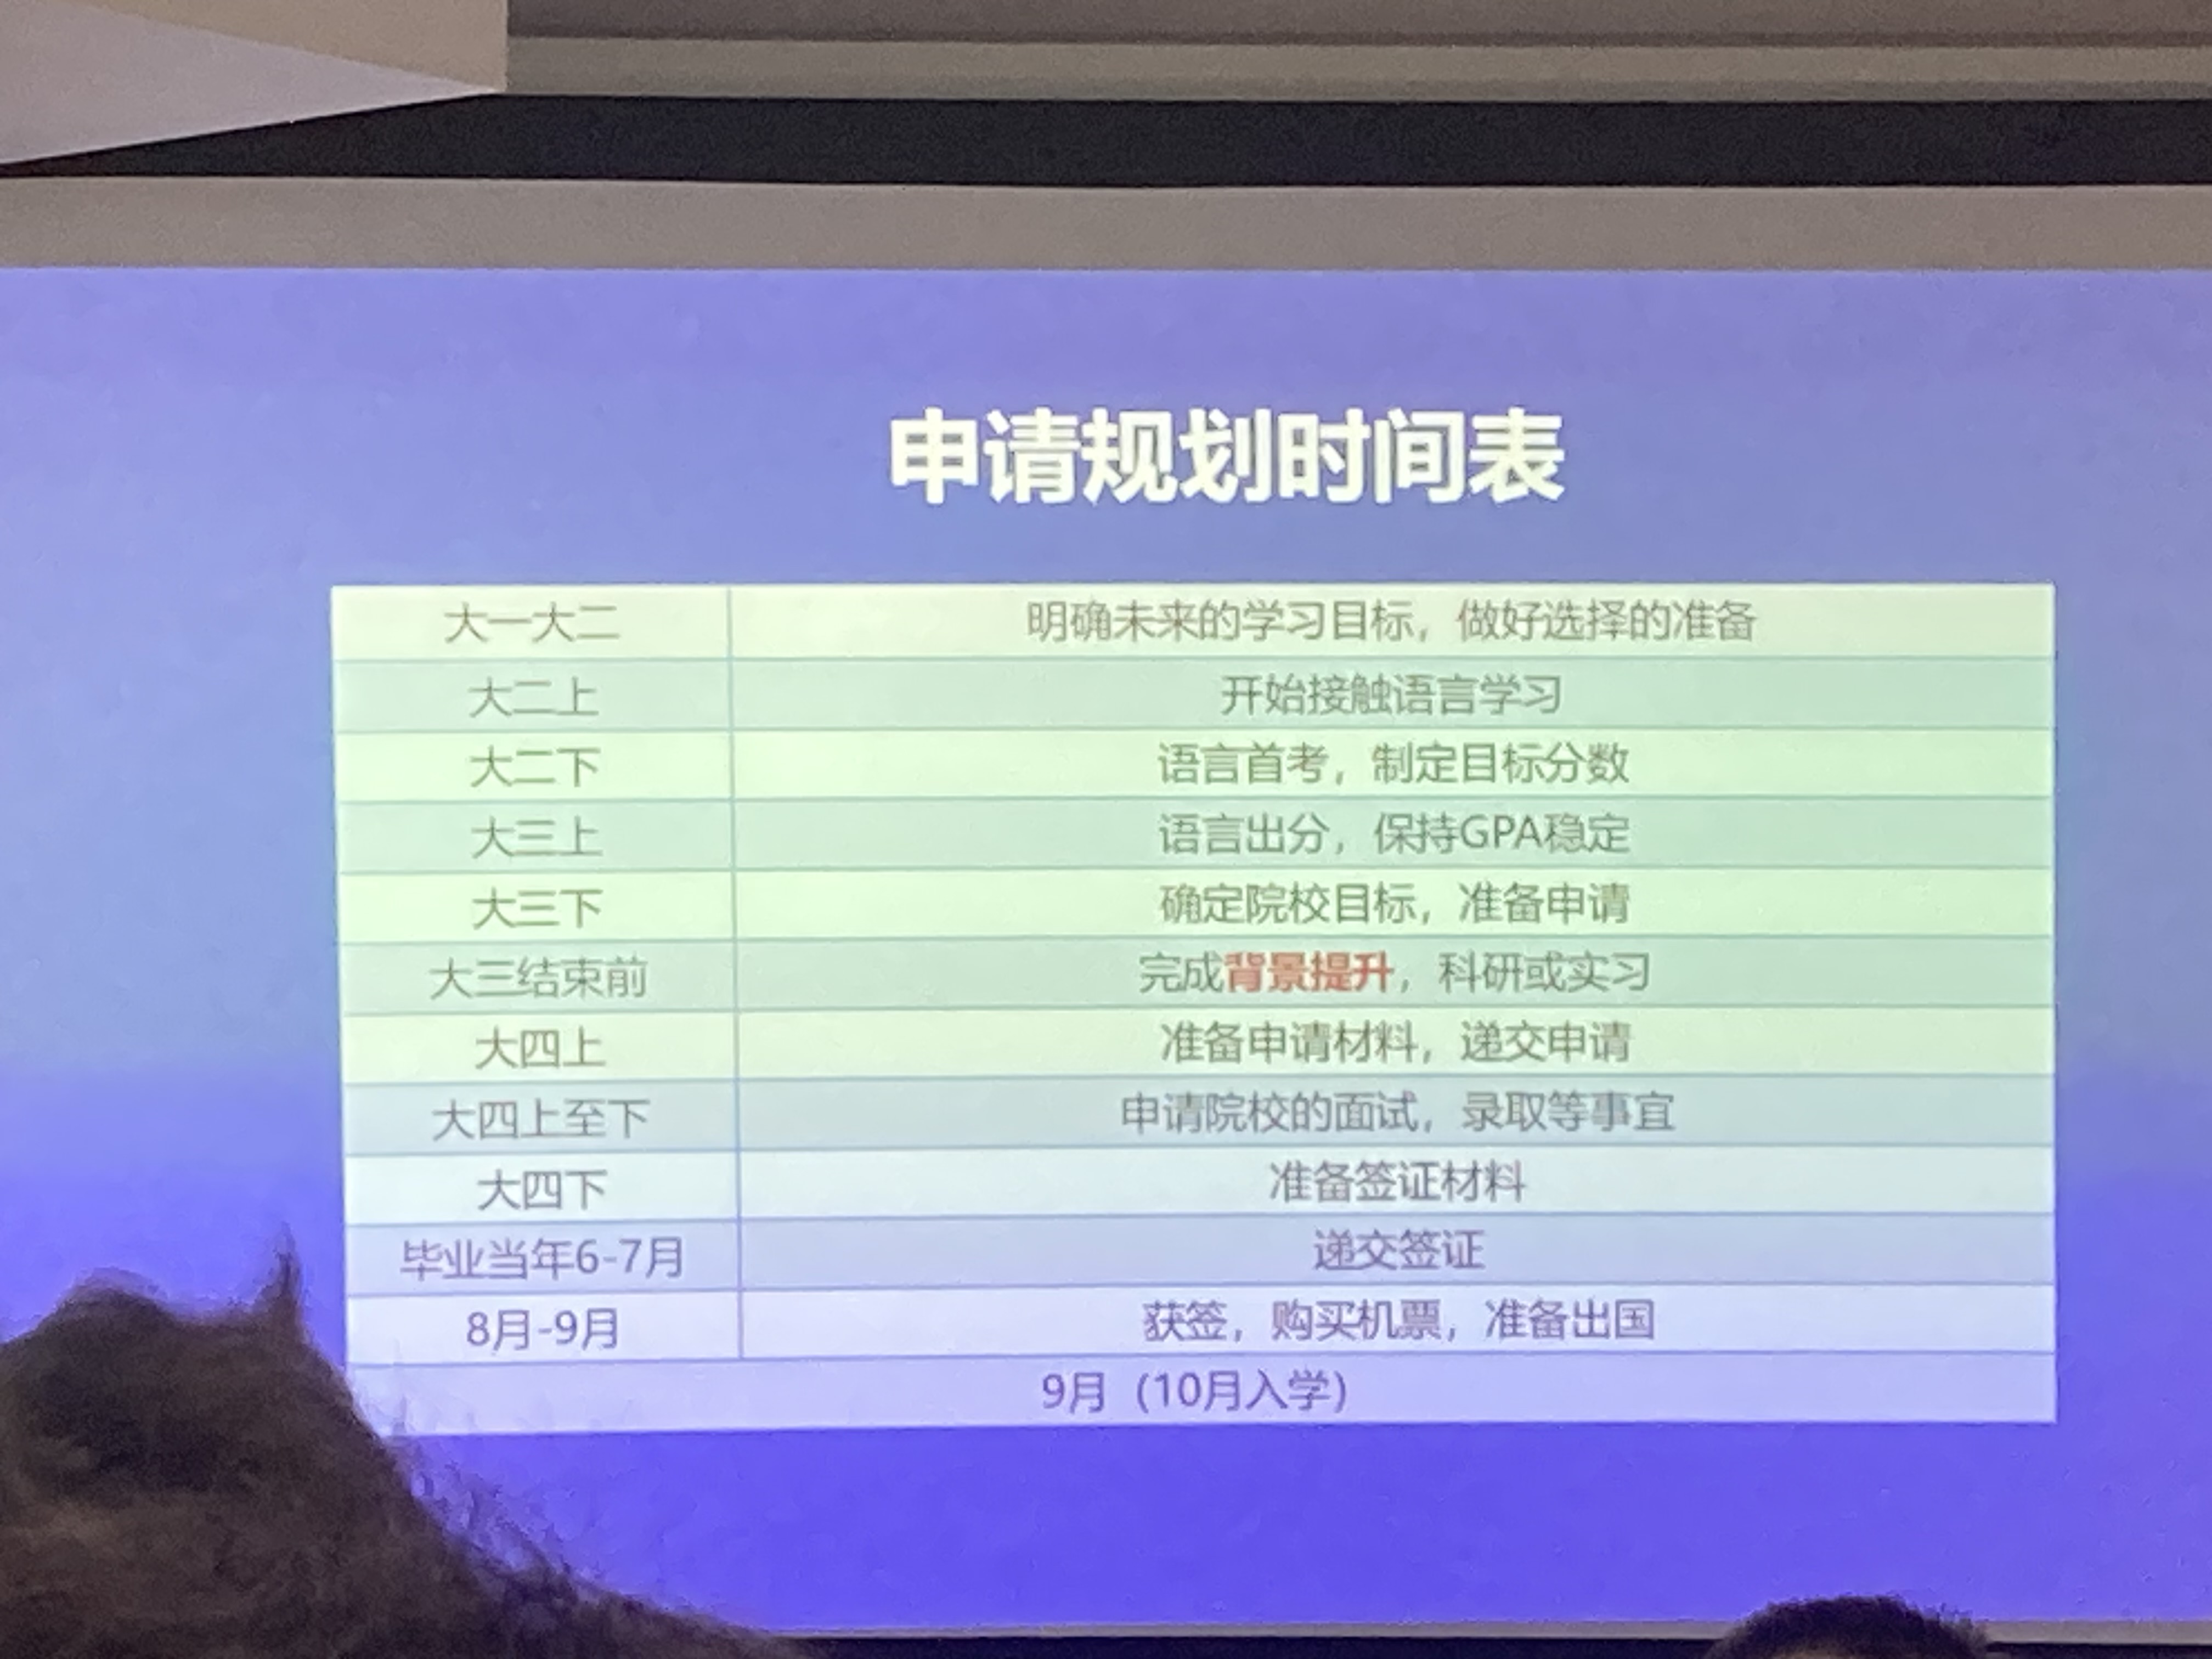 申请规划时间表
大一大二 明确未来的学习目标，做好选择的准备
大二上 开始接触语言学习
大二下 语言首考，制定目标分数
大三上 语言出分，保持GPA稳定
大三下 确定院校目标，准备申请
大三结束前 完成背景提升，科研或实习
大四上 准备申请材料，递交申请
大四上至下 申请院校的面试，录取等事宜
大四下 准备签证材料
毕业当年6-7月 递交签证
8月-9月 获签，购买机票，准备出国
9月（10月入学）